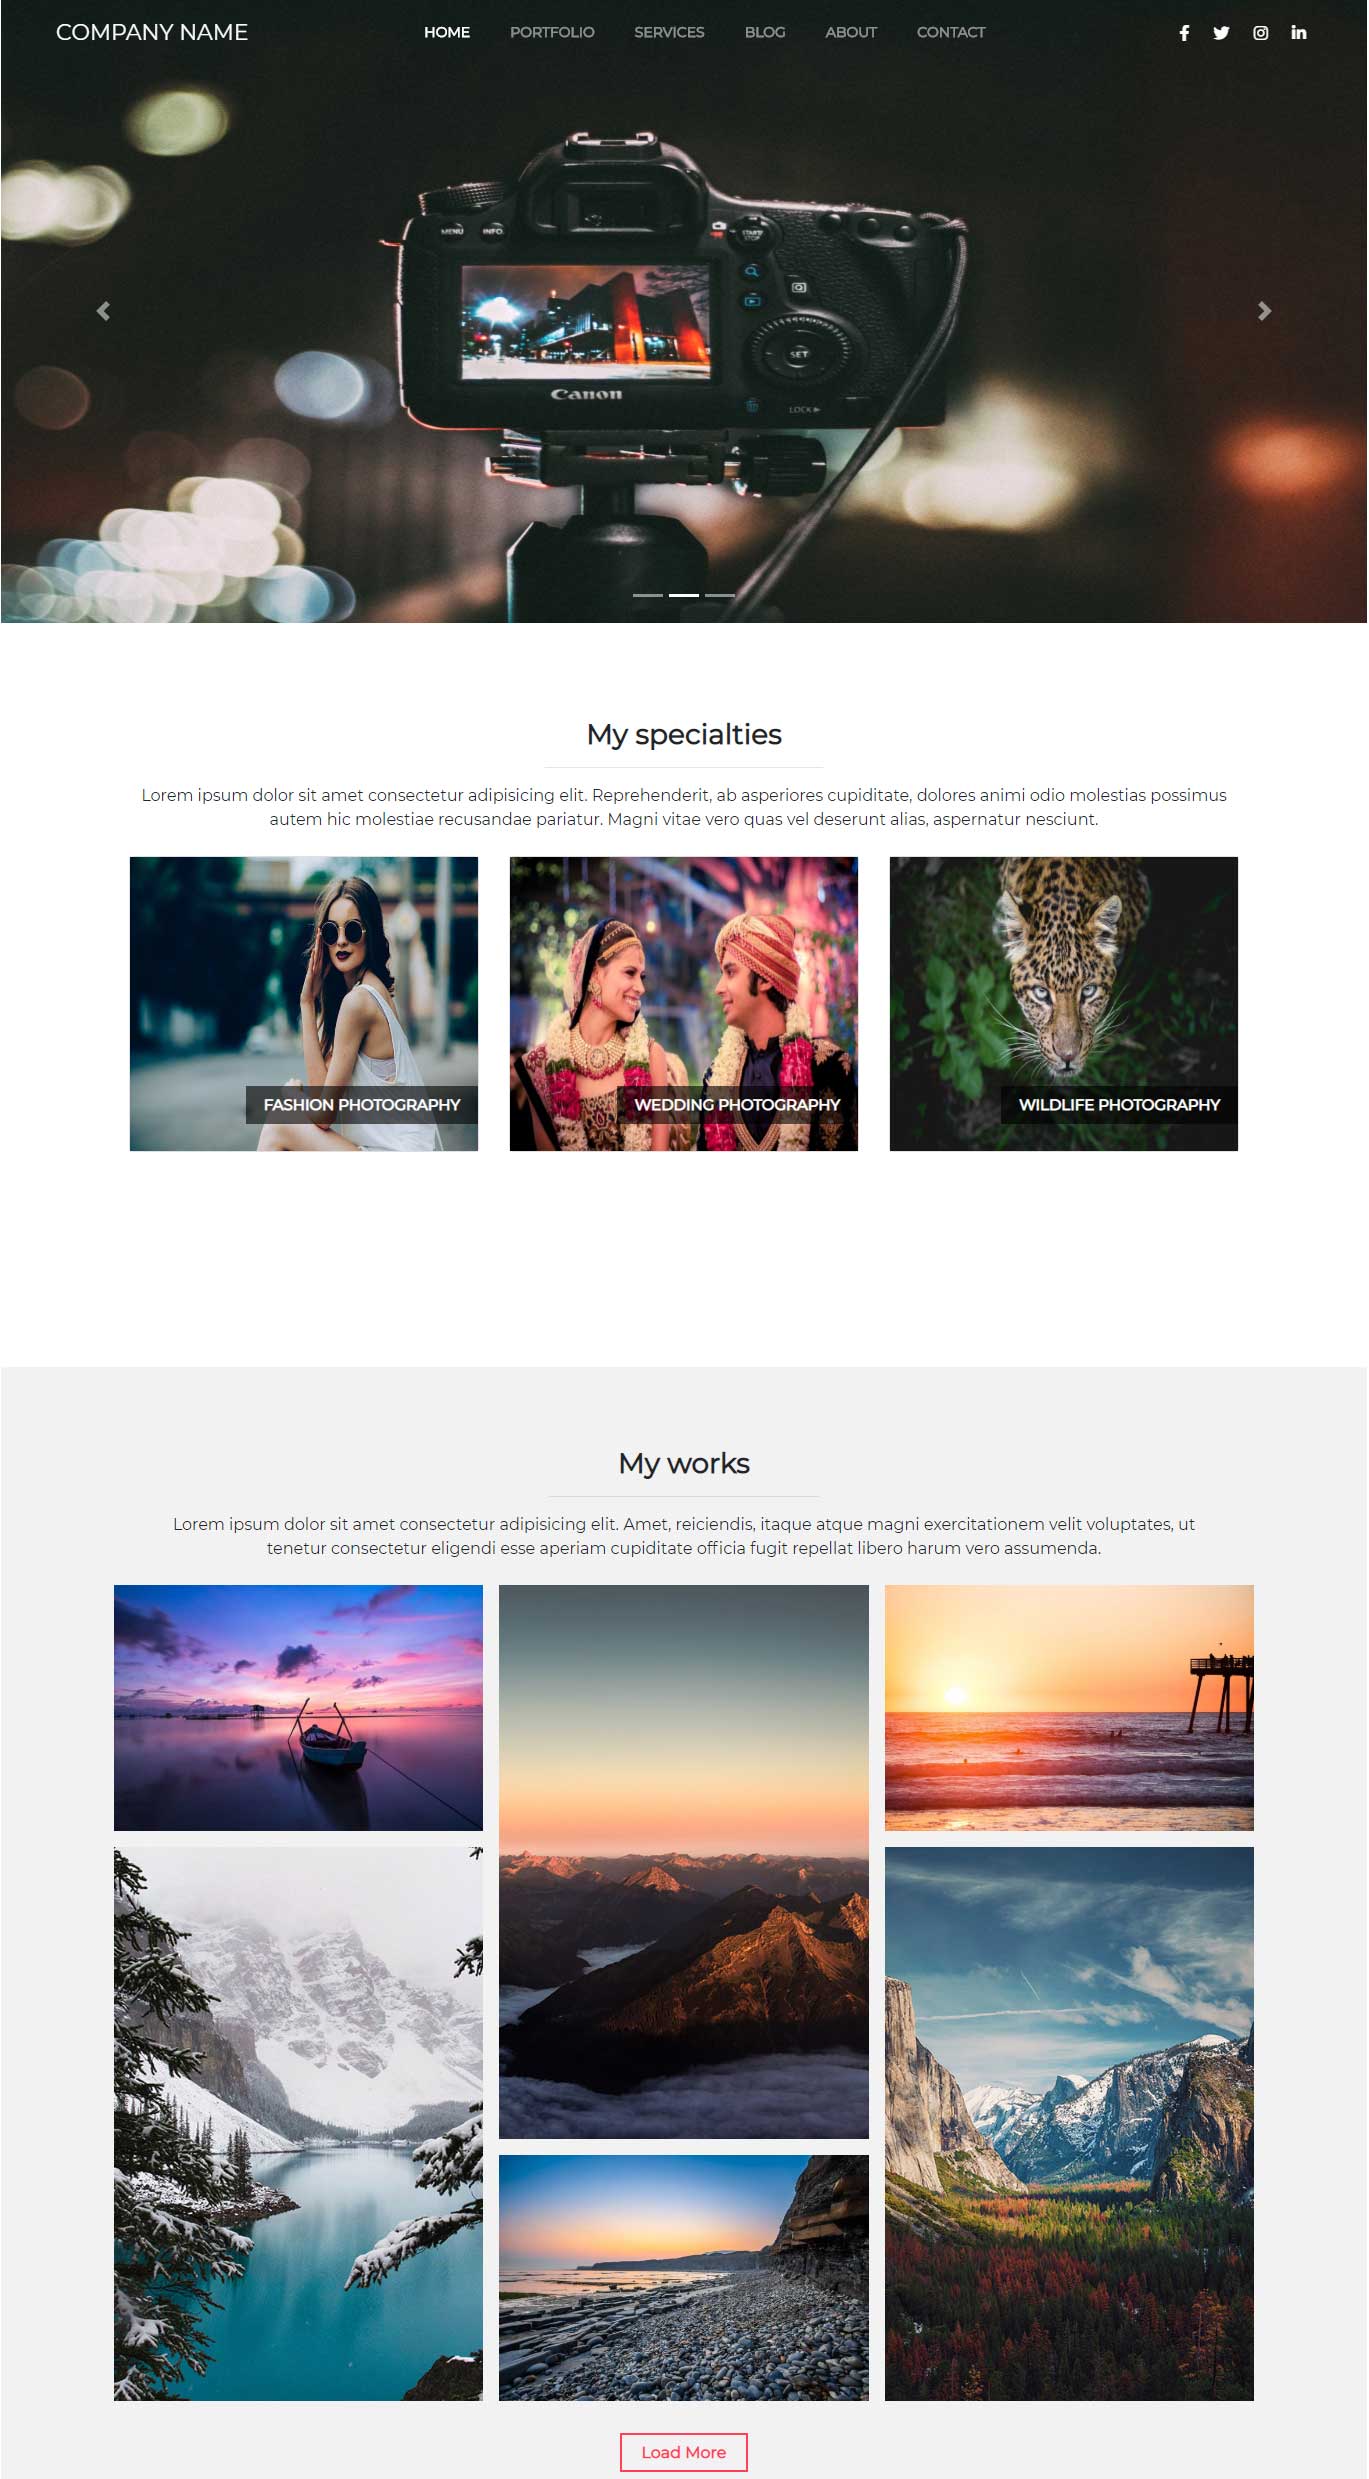 COMPANY NAME
HOME PORTFOLIO SERVICES BLOG ABOUT CONTACT
MENU INFO.
START/
STOP
SET
Canon
LOCK
My specialties
Lorem ipsum dolor sit amet consectetur adipisicing elit. Reprehenderit, ab asperiores cupiditate, dolores animi odio molestias possimus
autem hic molestiae recusandae pariatur. Magni vitae vero quas vel deserunt alias, aspernatur nesciunt.
FASHION PHOTOGRAPHY
WEDDING PHOTOGRAPHY
WILDLIFE PHOTOGRAPHY
My works
Lorem ipsum dolor sit amet consectetur adipisicing elit. Amet, reiciendis, itaque atque magni exercitationem velit voluptates, ut
tenetur consectetur eligendi esse aperiam cupiditate officia fugit repellat libero harum vero assumenda.
Load More